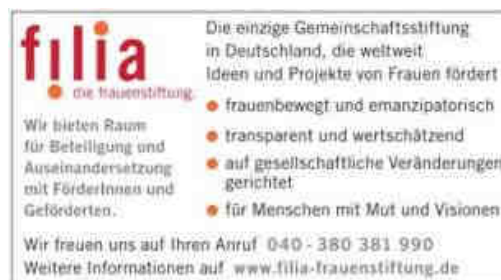 filia
die frauenstiftung.
Wir bieten Raum
für Beteiligung und
Auseinandersetzung
mit FörderInnen und
Geförderten.
Die einzige Gemeinschaftsstiftung
in Deutschland, die weltweit
Ideen und Projekte von Frauen fördert
frauenbewegt und emanzipatorisch
transparent und wertschätzend
auf gesellschaftliche Veränderungen
gerichtet
für Menschen mit Mut und Visionen
Wir freuen uns auf Ihren Anruf 040 - 380 381 990
Weitere Informationen auf www.filia-frauenstiftung.de